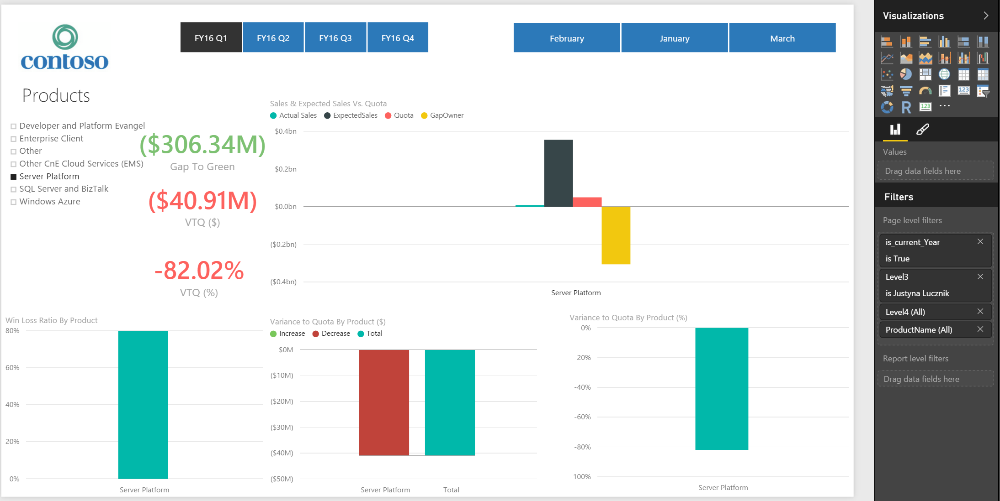 contoso
FY16 Q1
FY16 Q2
FY16 Q3
FY16 Q4
February
January
March
Products
Developer and Platform Evangel
Enterprise Client
Other
Other CnE Cloud Services (EMS)
Server Platform
SQL Server and BizTalk
Windows Azure
($306.34M)
Gap To Green
($40.91M)
VTQ ($)
-82.02%
VTQ (%)
Sales & Expected Sales Vs. Quota
Actual Sales
ExpectedSales
Quota
GapOwner
$0.4bn
$0.2bn
$0.0bn
($0.2bn)
($0.4bn)
Server Platform
Win Loss Ratio By Product
80%
60%
40%
20%
0%
Server Platform
Variance to Quota By Product ($)
Increase
Decrease
Total
$0M
($10M)
($20M)
($30M)
($40M)
($50M)
Server Platform
Total
Variance to Quota By Product (%)
0%
-20%
-40%
-60%
-80%
-100%
Server Platform
Visualizations
123
R
123
Values
Drag data fields here
Filters
Page level filters
is_current_Year
is True
Level3
is Justyna Lucznik
Level4 (All)
ProductName (All)
Report level filters
Drag data fields here